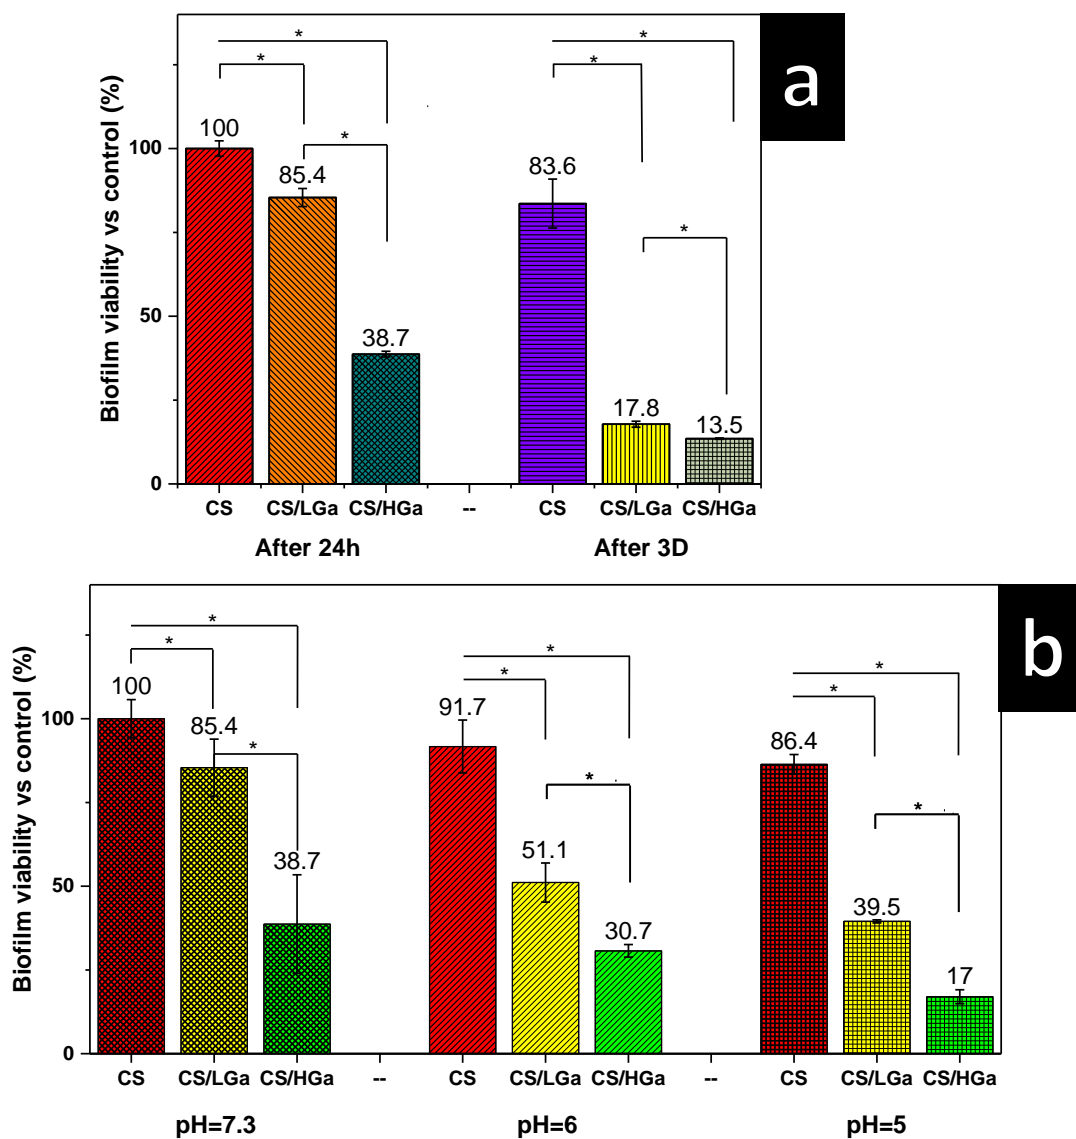 a
Biofilm viability vs control (%)
* *
* *
100
85.4
*
83.6
*
38.7
17.8
13.5
100
50
0
CS CS/LGa CS/HGa -- CS CS/LGa CS/HGa
After 24h After 3D
b
Biofilm viability vs control (%)
* * *
* * *
100
85.4
*
38.7
91.7
51.1
*
30.7
86.4
39.5
*
17
100
50
0
CS CS/LGa CS/HGa -- CS CS/LGa CS/HGa -- CS CS/LGa CS/HGa
pH=7.3 pH=6 pH=5